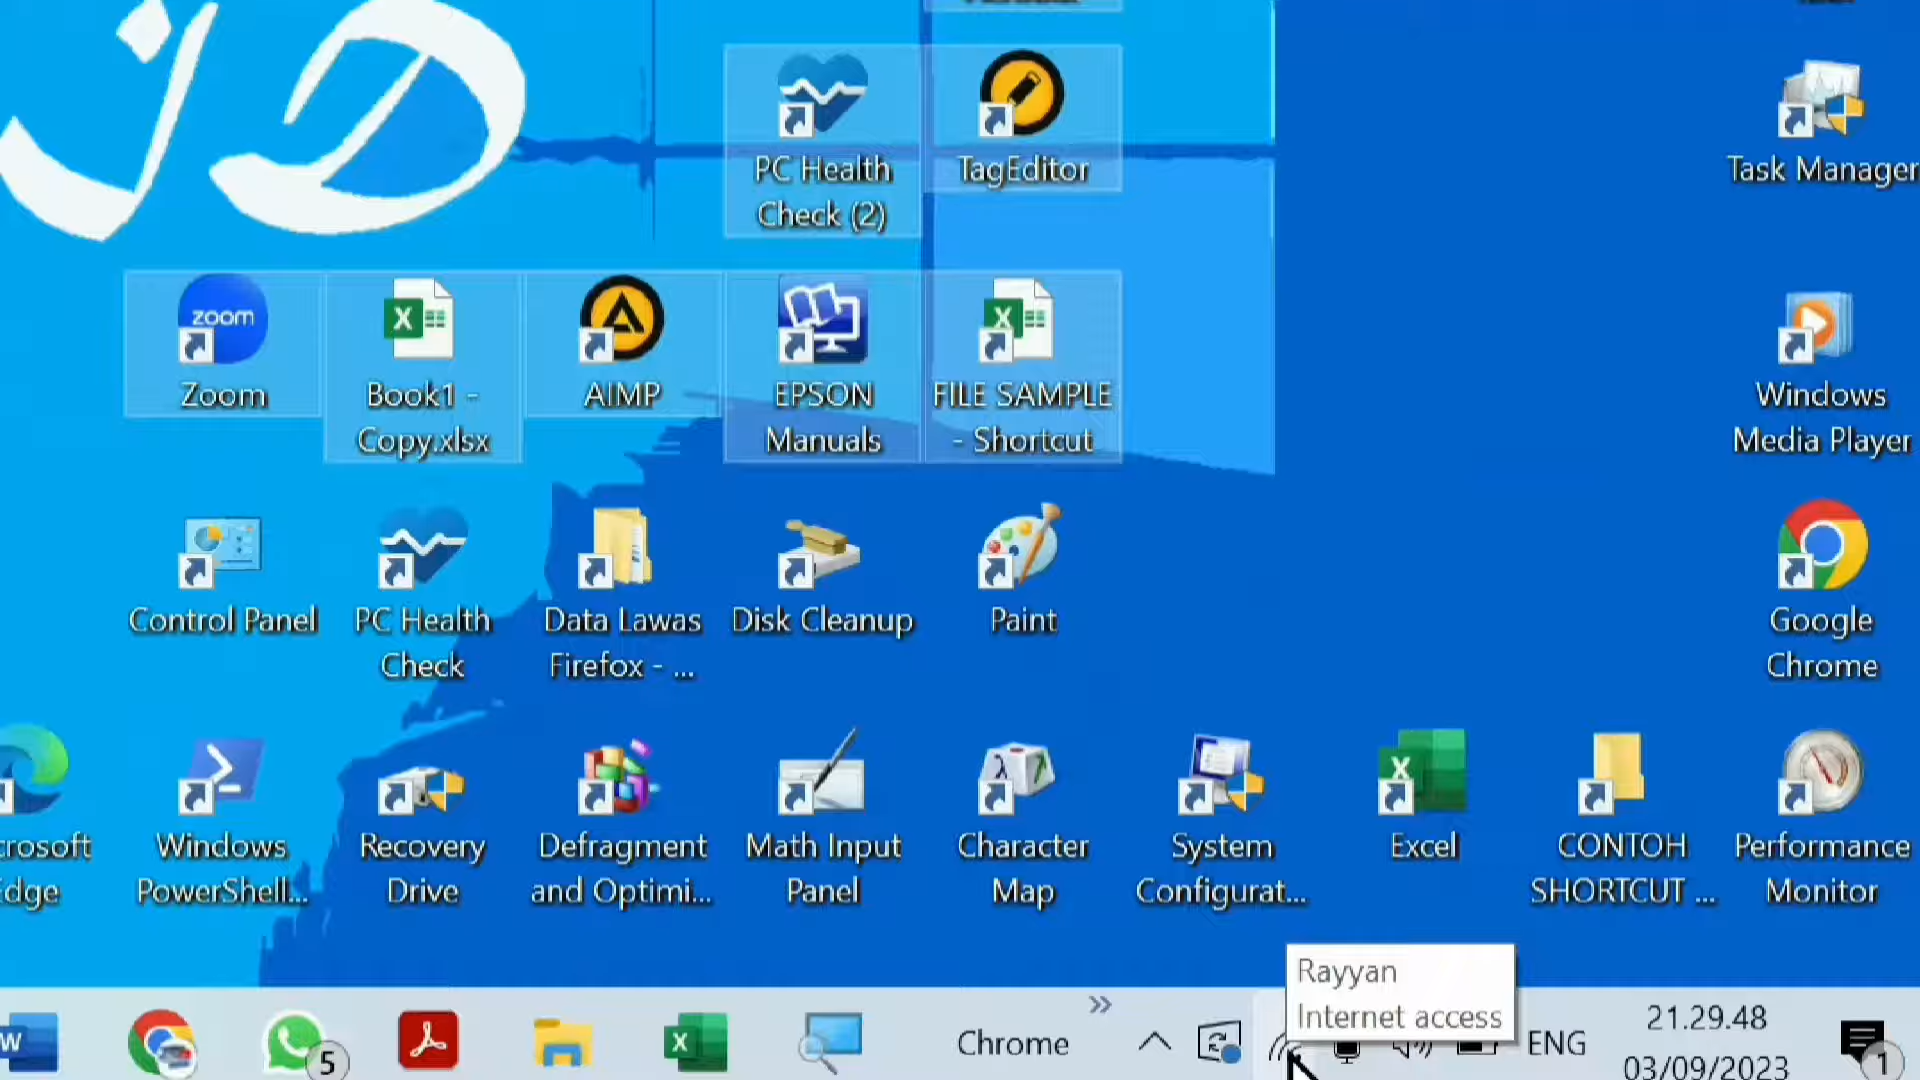 JD
PC Health
Check (2)
TagEditor
Task Manager
zoom
Zoom
Book1 -
Copy.xlsx
AIMP
EPSON
Manuals
FILE SAMPLE
- Shortcut
Windows
Media Player
Control Panel
PC Health
Check
Data Lawas
Firefox - ...
Disk Cleanup
Paint
Google
Chrome
crosoft
Edge
Windows
PowerShell...
Recovery
Drive
Defragment
and Optimi...
Math Input
Panel
Character
Map
System
Configurat...
Excel
CONTOH
SHORTCUT ...
Performance
Monitor
Rayyan
Internet access
5
Chrome
ENG
21.29.48
03/09/2023
1